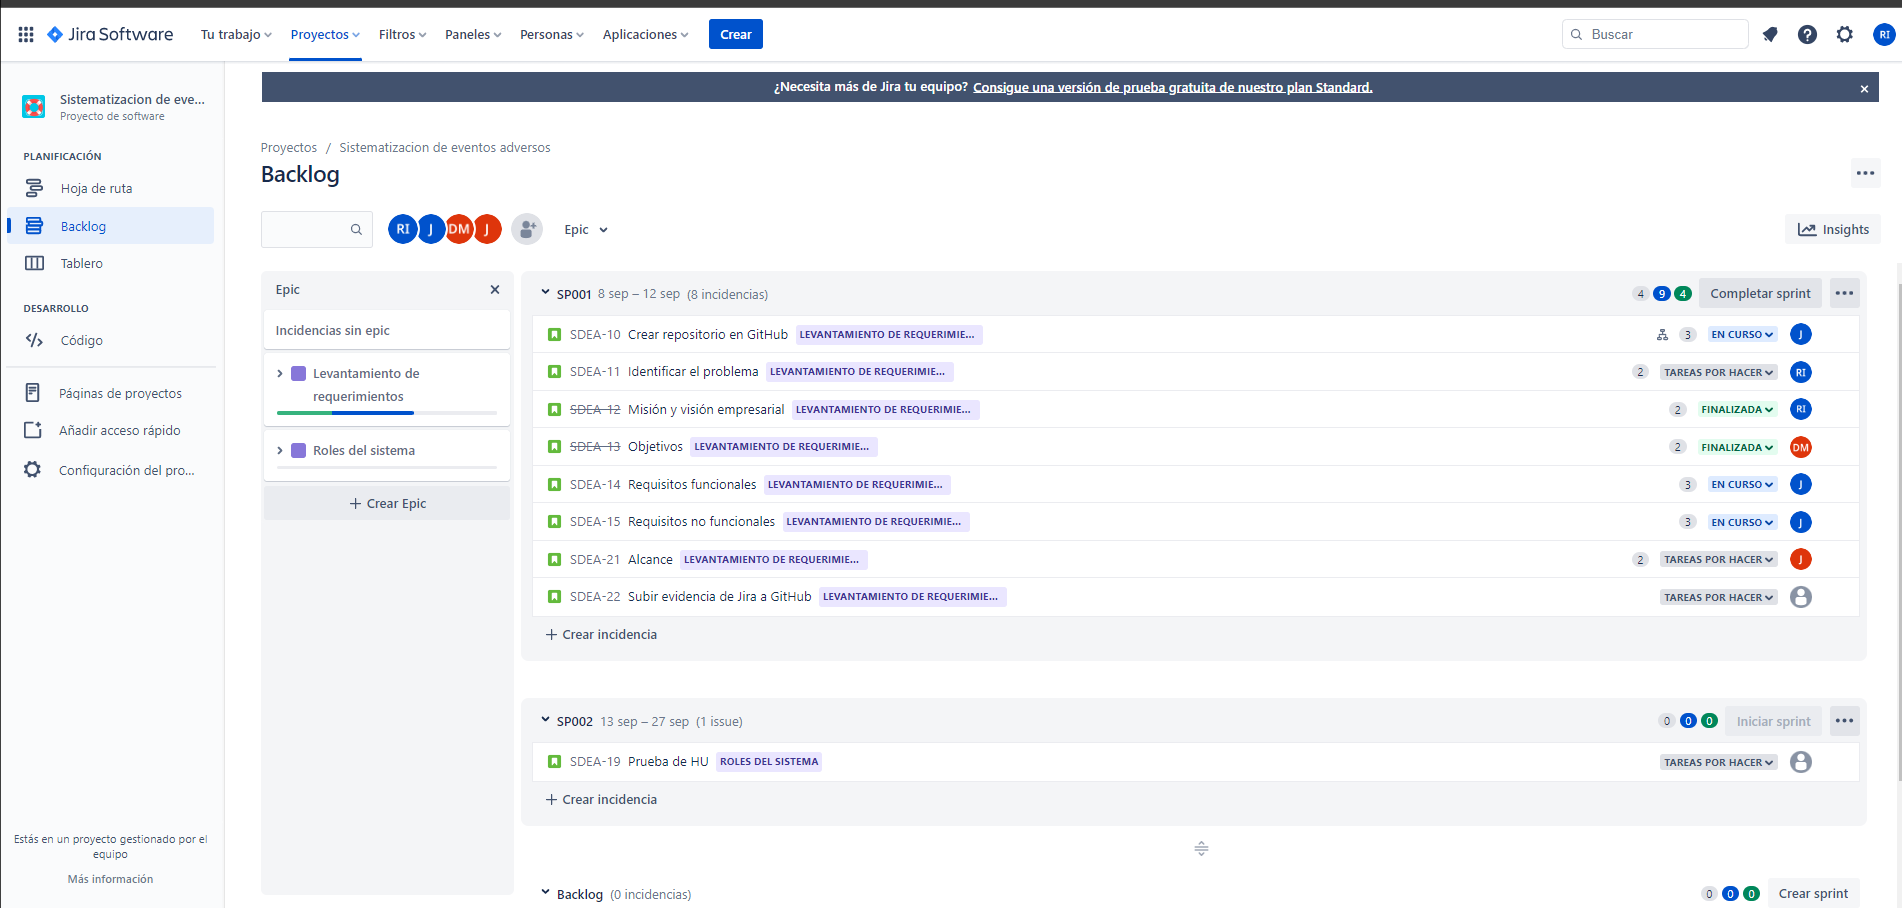 Jira Software
Tu trabajo
Proyectos
Filtros
Paneles
Personas
Aplicaciones
Crear
Buscar
RI
Sistematizacion de eve...
Proyecto de software
PLANIFICACIÓN
Hoja de ruta
Backlog
Tablero
DESARROLLO
Código
Páginas de proyectos
Añadir acceso rápido
Configuración del pro...
Estás en un proyecto gestionado por el
equipo
Más información
¿Necesita más de Jira tu equipo? Consigue una versión de prueba gratuita de nuestro plan Standard.
Proyectos / Sistematizacion de eventos adversos
Backlog
RI J DM J
Epic
Insights
Epic
Incidencias sin epic
Levantamiento de
requerimientos
Roles del sistema
+ Crear Epic
SP001 8 sep – 12 sep (8 incidencias) 4 9 4 Completar sprint
SDEA-10 Crear repositorio en GitHub LEVANTAMIENTO DE REQUERIMIE... 3 EN CURSO J
SDEA-11 Identificar el problema LEVANTAMIENTO DE REQUERIMIE... 2 TAREAS POR HACER RI
SDEA-12 Misión y visión empresarial LEVANTAMIENTO DE REQUERIMIE... 2 FINALIZADA RI
SDEA-13 Objetivos LEVANTAMIENTO DE REQUERIMIE... 2 FINALIZADA DM
SDEA-14 Requisitos funcionales LEVANTAMIENTO DE REQUERIMIE... 3 EN CURSO J
SDEA-15 Requisitos no funcionales LEVANTAMIENTO DE REQUERIMIE... 3 EN CURSO J
SDEA-21 Alcance LEVANTAMIENTO DE REQUERIMIE... 2 TAREAS POR HACER J
SDEA-22 Subir evidencia de Jira a GitHub LEVANTAMIENTO DE REQUERIMIE... TAREAS POR HACER
+ Crear incidencia
SP002 13 sep – 27 sep (1 issue) 0 0 0 Iniciar sprint
SDEA-19 Prueba de HU ROLES DEL SISTEMA TAREAS POR HACER
+ Crear incidencia
Backlog (0 incidencias) 0 0 0 Crear sprint